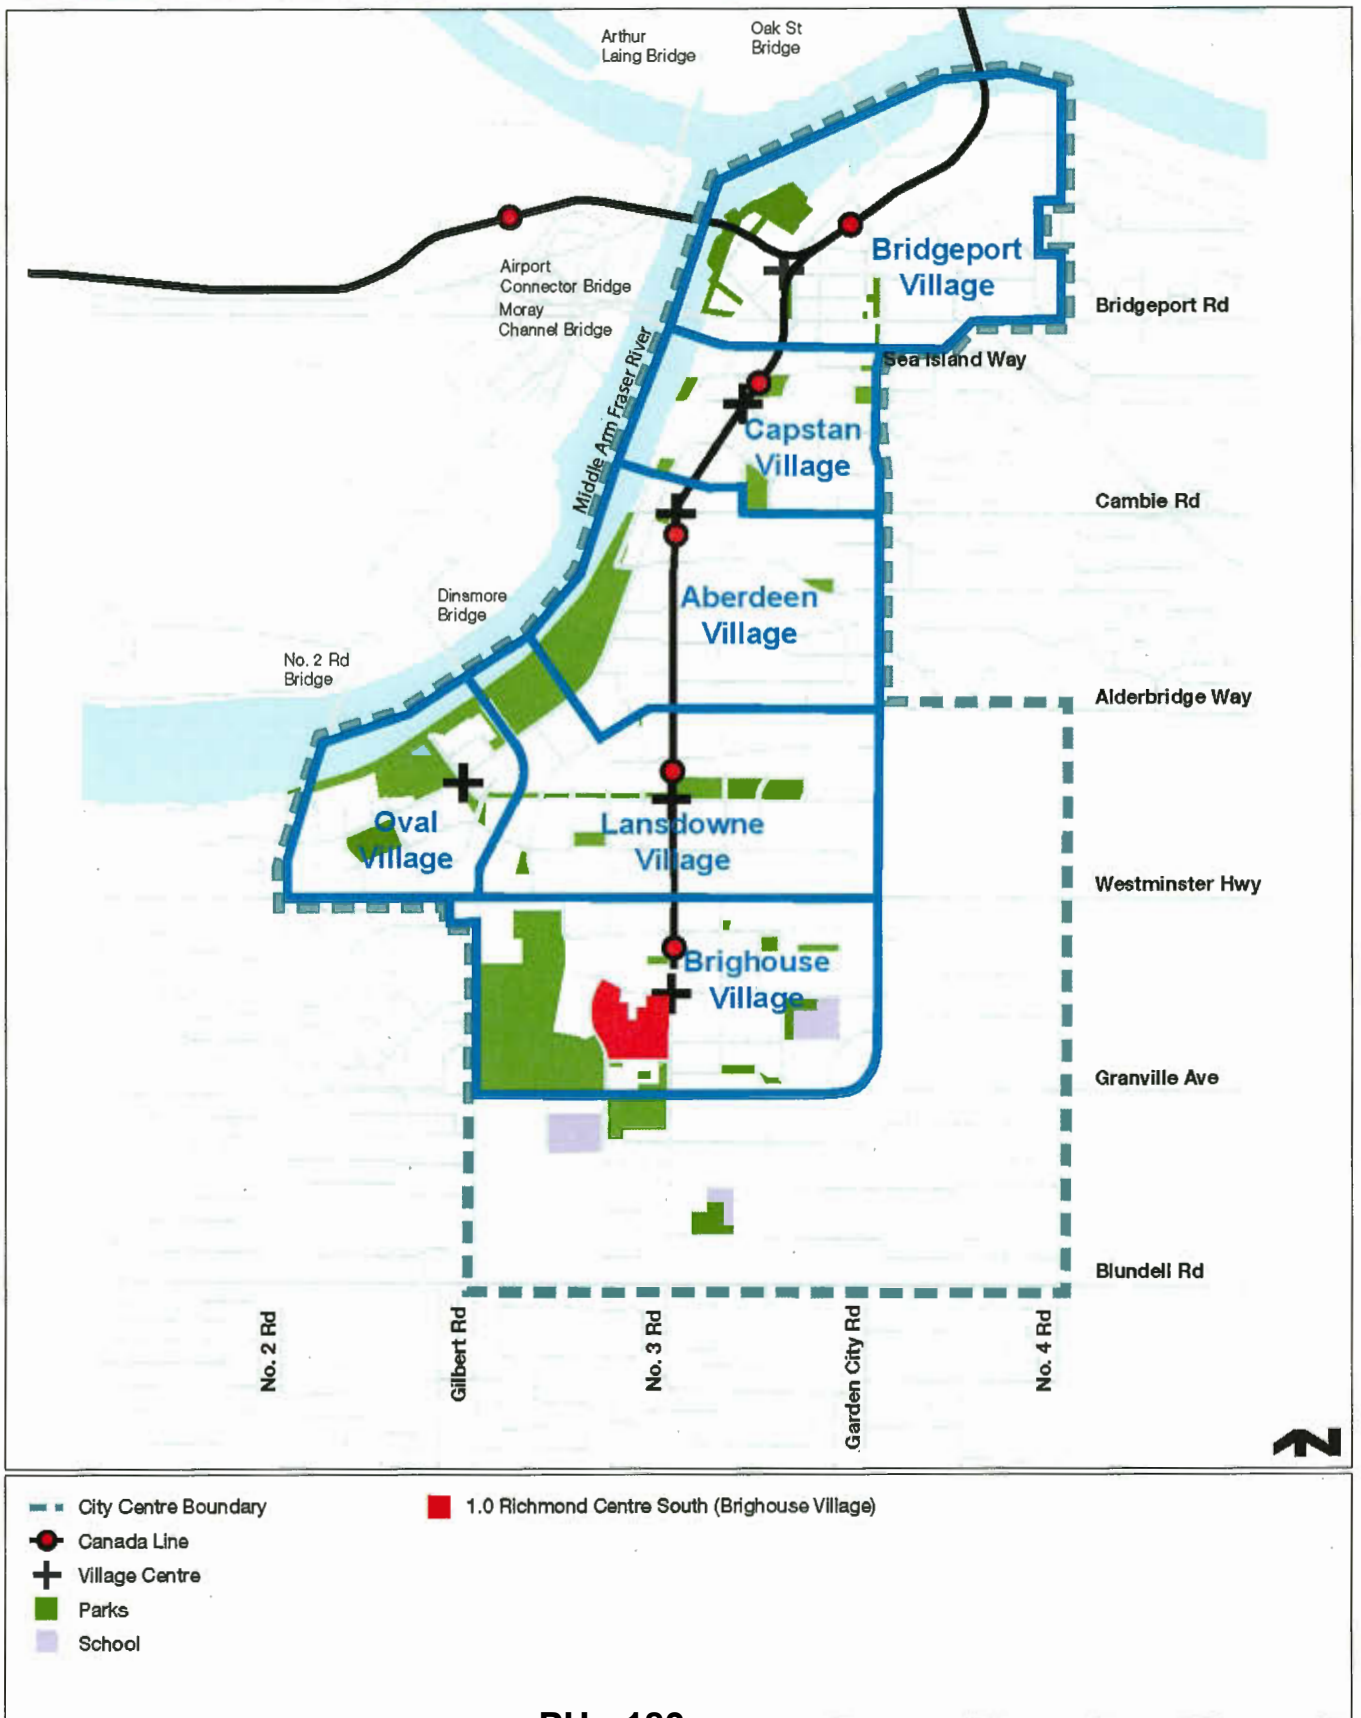 Arthur
Laing Bridge
Oak St
Bridge
Airport
Connector Bridge
Moray
Channel Bridge
Bridgeport
Village
Bridgeport Rd
Sea Island Way
Middle Arm Fraser River
Capstan
Village
Cambie Rd
Dinsmore
Bridge
Aberdeen
Village
No. 2 Rd
Bridge
Alderbridge Way
Oval
Village
Lansdowne
Village
Westminster Hwy
Brighouse
Village
Granville Ave
Blundell Rd
No. 2 Rd
Gilbert Rd
No. 3 Rd
Garden City Rd
No. 4 Rd
N
City Centre Boundary
Canada Line
Village Centre
Parks
School
1.0 Richmond Centre South (Brighouse Village)